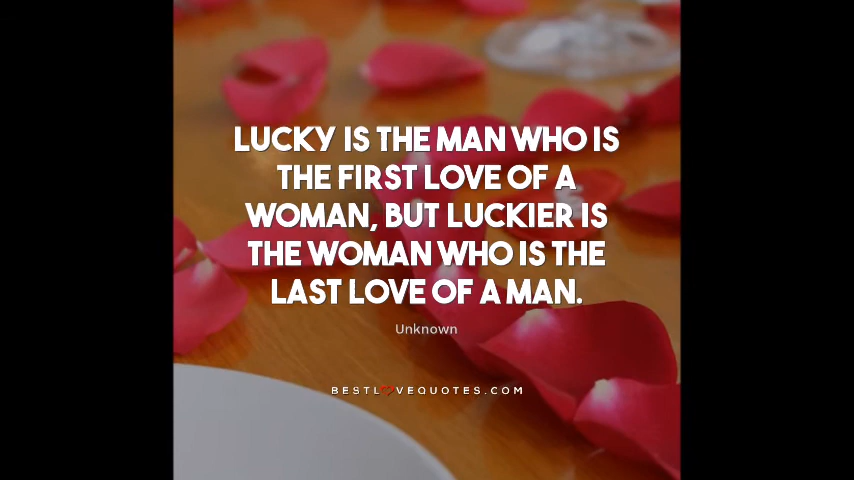 LUCKY IS THE MAN WHO IS
THE FIRST LOVE OF A
WOMAN, BUT LUCKIER IS
THE WOMAN WHO IS THE
LAST LOVE OF A MAN.
Unknown
BESTLOVEQUOTES.COM